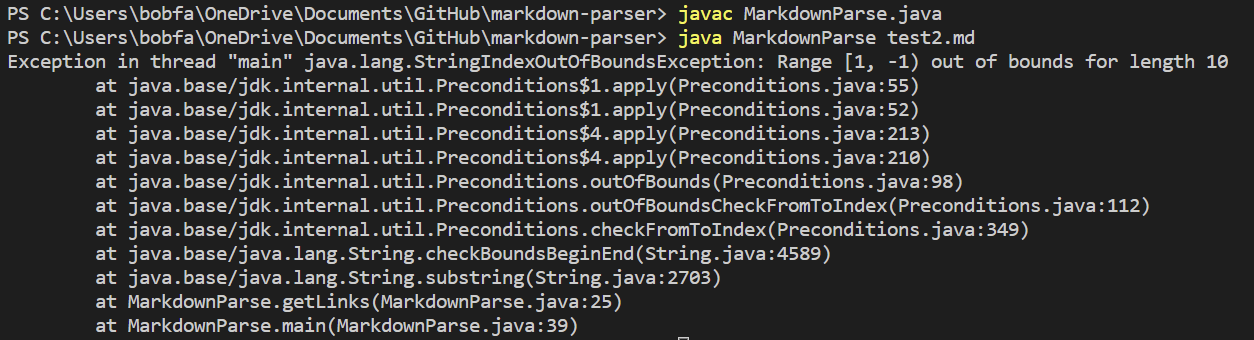 PS C:\Users\bobfa\OneDrive\Documents\GitHub\markdown-parser> javac MarkdownParse.java
PS C:\Users\bobfa\OneDrive\Documents\GitHub\markdown-parser> java MarkdownParse test2.md
Exception in thread "main" java.lang.StringIndexOutOfBoundsException: Range [1, -1) out of bounds for length 10
        at java.base/jdk.internal.util.Preconditions$1.apply(Preconditions.java:55)
        at java.base/jdk.internal.util.Preconditions$1.apply(Preconditions.java:52)
        at java.base/jdk.internal.util.Preconditions$4.apply(Preconditions.java:213)
        at java.base/jdk.internal.util.Preconditions$4.apply(Preconditions.java:210)
        at java.base/jdk.internal.util.Preconditions.outOfBounds(Preconditions.java:98)
        at java.base/jdk.internal.util.Preconditions.outOfBoundsCheckFromToIndex(Preconditions.java:112)
        at java.base/jdk.internal.util.Preconditions.checkFromToIndex(Preconditions.java:349)
        at java.base/java.lang.String.checkBoundsBeginEnd(String.java:4589)
        at java.base/java.lang.String.substring(String.java:2703)
        at MarkdownParse.getLinks(MarkdownParse.java:25)
        at MarkdownParse.main(MarkdownParse.java:39)